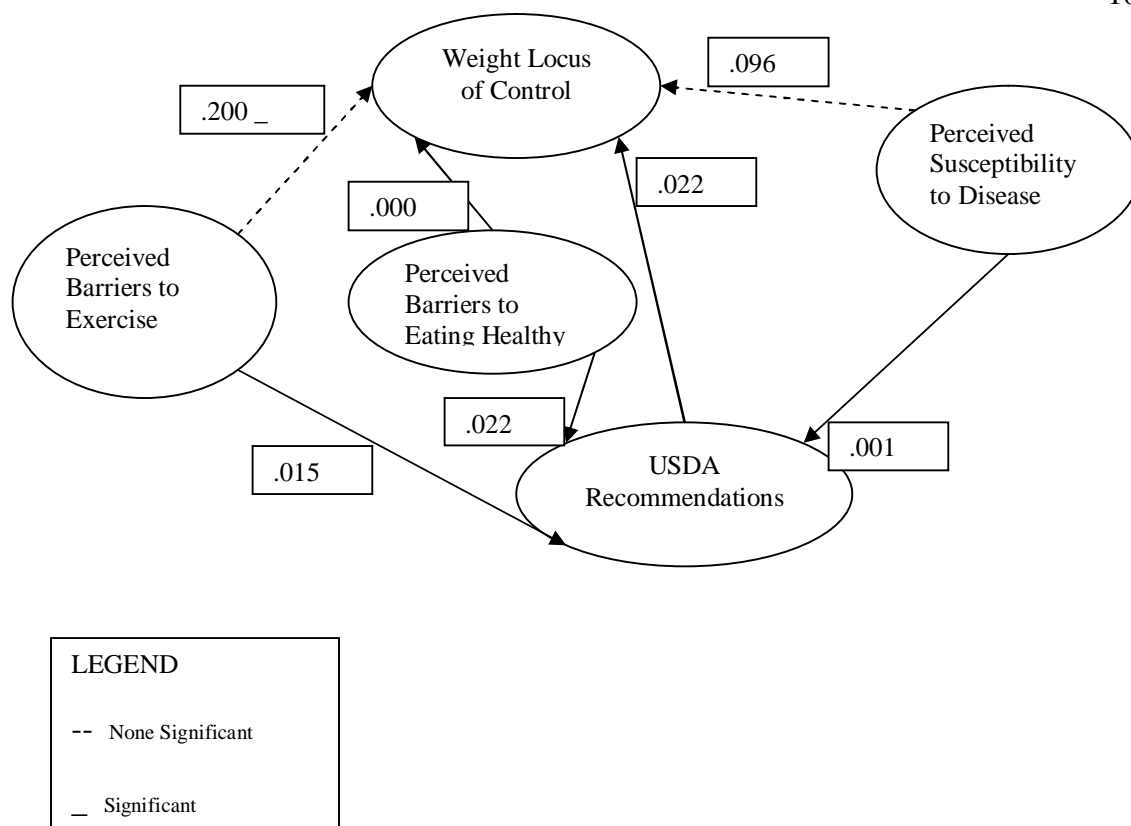 Weight Locus
of Control
.096
.200 _
Perceived
Susceptibility
to Disease
.022
.000
Perceived
Barriers to
Exercise
Perceived
Barriers to
Eating Healthy
.022
.015
USDA
Recommendations
.001
LEGEND
-- None Significant
_ Significant